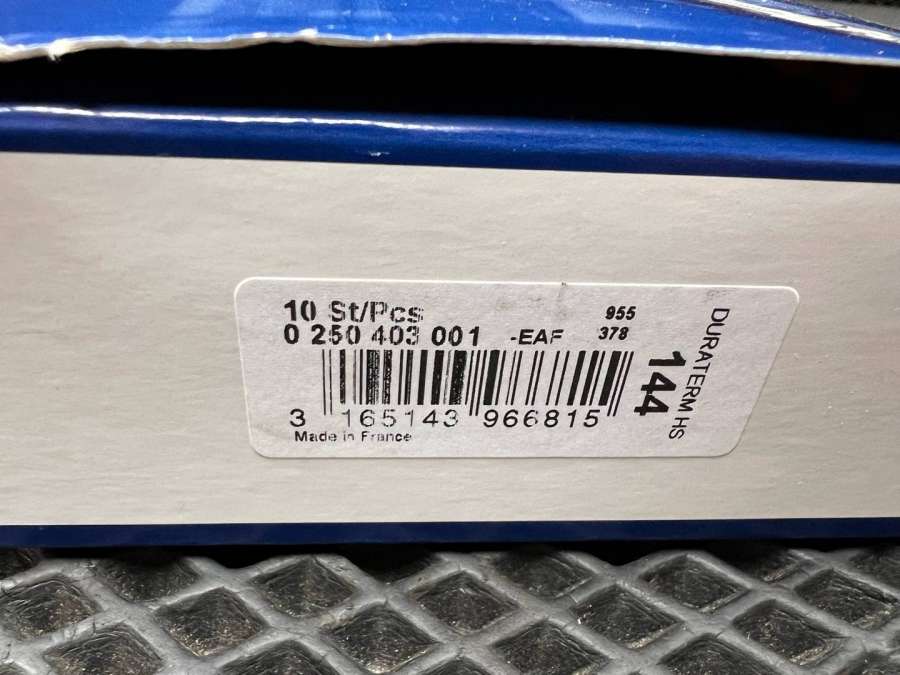 10 St/Pcs
955
0 250 403 001 -EAF 378
3 165143 966815
Made in France
144
DURATERM HS